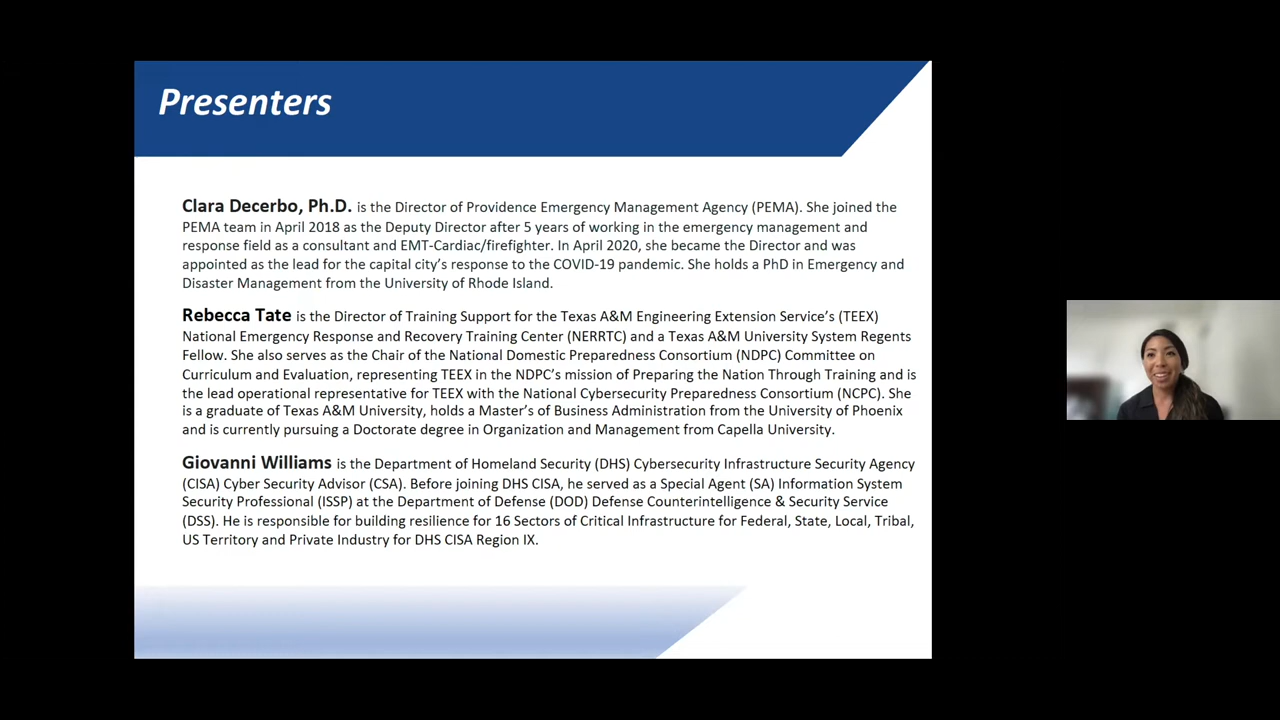 Presenters
Clara Decerbo, Ph.D. is the Director of Providence Emergency Management Agency (PEMA). She joined the
PEMA team in April 2018 as the Deputy Director after 5 years of working in the emergency management and
response field as a consultant and EMT-Cardiac/firefighter. In April 2020, she became the Director and was
appointed as the lead for the capital city's response to the COVID-19 pandemic. She holds a PhD in Emergency and
Disaster Management from the University of Rhode Island.
Rebecca Tate is the Director of Training Support for the Texas A&M Engineering Extension Service's (TEEX)
National Emergency Response and Recovery Training Center (NERRTC) and a Texas A&M University System Regents
Fellow. She also serves as the Chair of the National Domestic Preparedness Consortium (NDPC) Committee on
Curriculum and Evaluation, representing TEEX in the NDPC's mission of Preparing the Nation Through Training and is
the lead operational representative for TEEX with the National Cybersecurity Preparedness Consortium (NCPC). She
is a graduate of Texas A&M University, holds a Master's of Business Administration from the University of Phoenix
and is currently pursuing a Doctorate degree in Organization and Management from Capella University.
Giovanni Williams is the Department of Homeland Security (DHS) Cybersecurity Infrastructure Security Agency
(CISA) Cyber Security Advisor (CSA). Before joining DHS CISA, he served as a Special Agent (SA) Information System
Security Professional (ISSP) at the Department of Defense (DOD) Defense Counterintelligence & Security Service
(DSS). He is responsible for building resilience for 16 Sectors of Critical Infrastructure for Federal, State, Local, Tribal,
US Territory and Private Industry for DHS CISA Region IX.